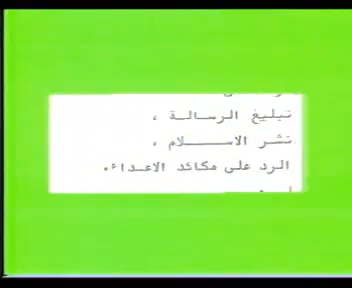 تبليغ الرسالة ،
نشر الاسلام ،
الرد على مكائد الاعداء .